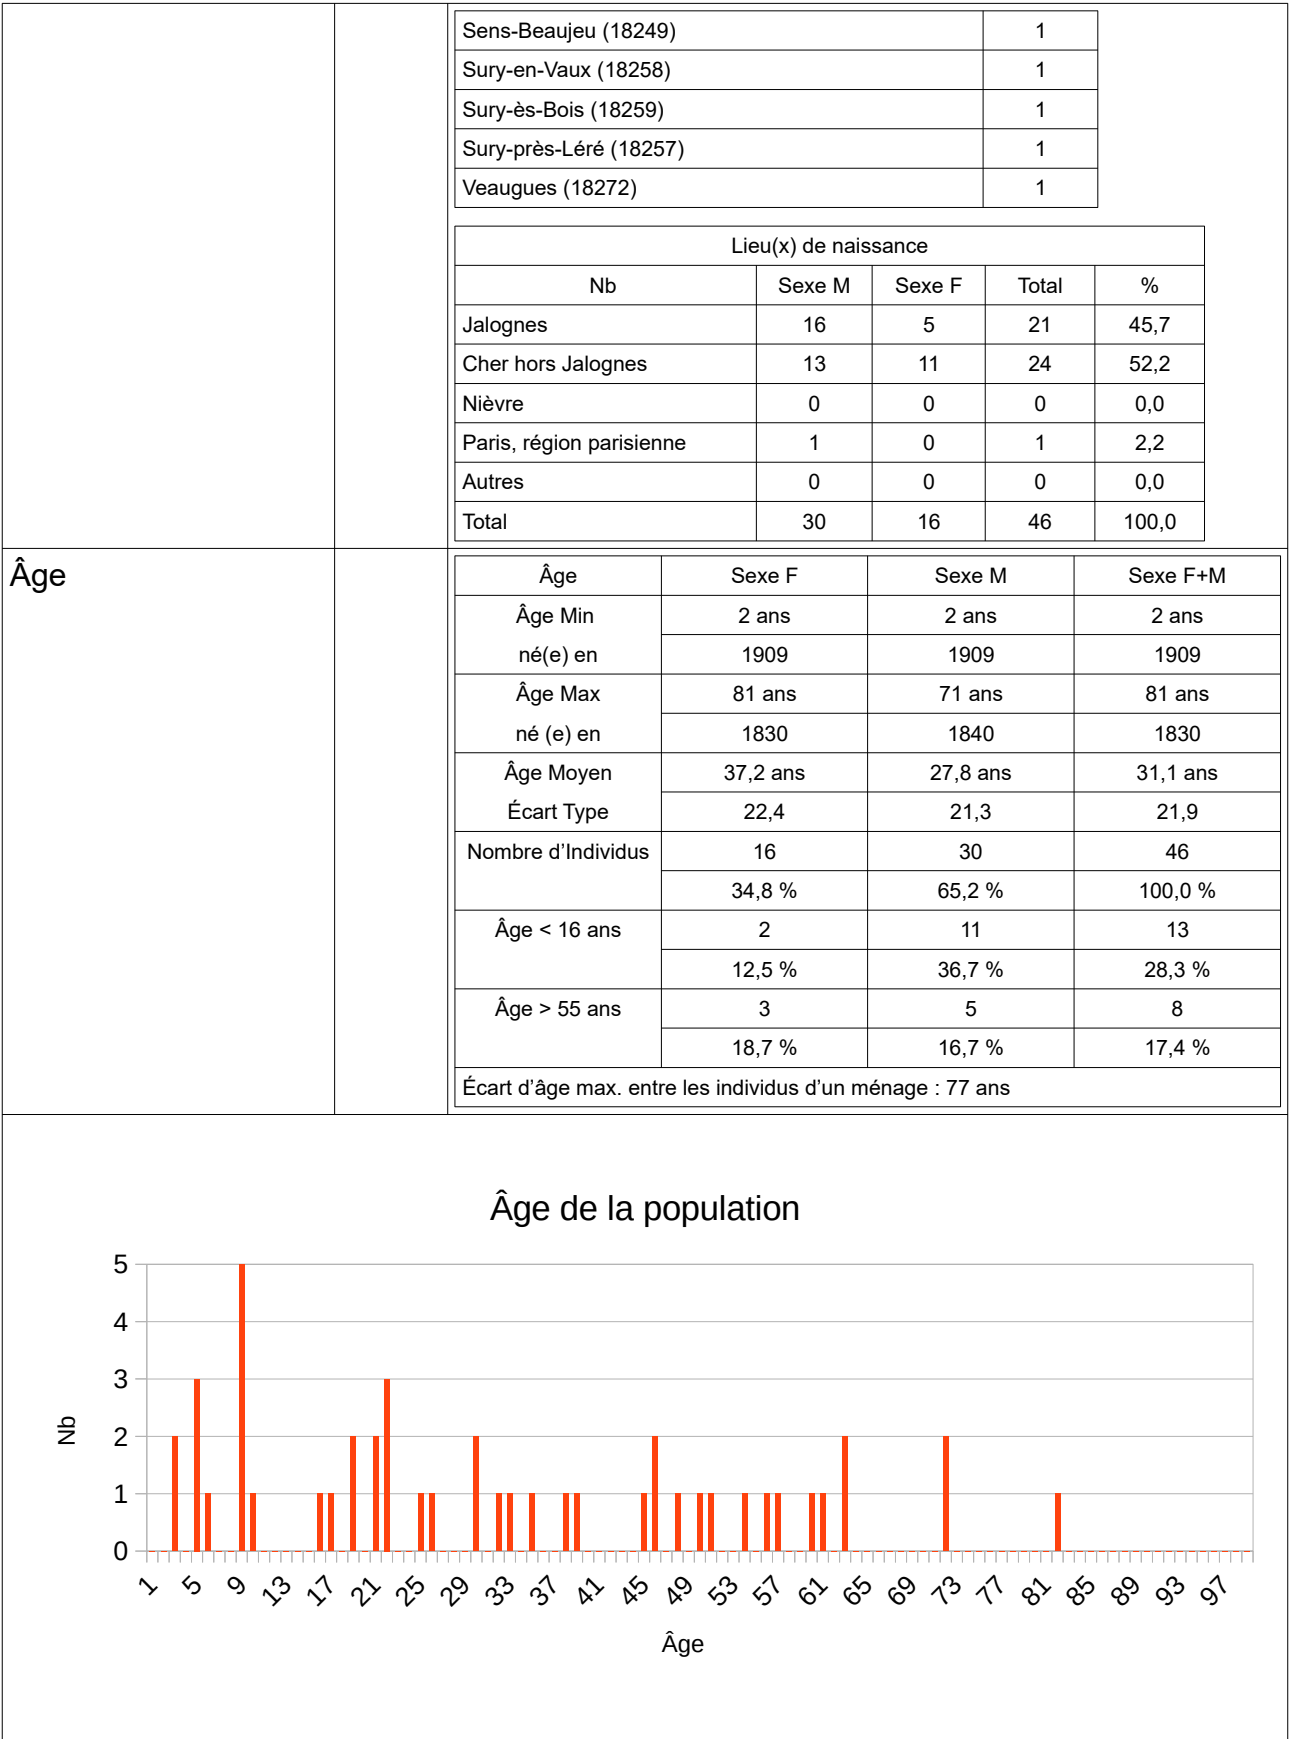 Sens-Beaujeu (18249) 1
Sury-en-Vaux (18258) 1
Sury-ès-Bois (18259) 1
Sury-près-Léré (18257) 1
Veaugues (18272) 1
Lieu(x) de naissance
Nb Sexe M Sexe F Total %
Jalognes 16 5 21 45,7
Cher hors Jalognes 13 11 24 52,2
Nièvre 0 0 0 0,0
Paris, région parisienne 1 0 1 2,2
Autres 0 0 0 0,0
Total 30 16 46 100,0
Âge
Âge Sexe F Sexe M Sexe F+M
Âge Min 2 ans 2 ans 2 ans
né(e) en 1909 1909 1909
Âge Max 81 ans 71 ans 81 ans
né (e) en 1830 1840 1830
Âge Moyen 37,2 ans 27,8 ans 31,1 ans
Écart Type 22,4 21,3 21,9
Nombre d’Individus 16 30 46
34,8 % 65,2 % 100,0 %
Âge < 16 ans 2 11 13
12,5 % 36,7 % 28,3 %
Âge > 55 ans 3 5 8
18,7 % 16,7 % 17,4 %
Écart d’âge max. entre les individus d’un ménage : 77 ans
Âge de la population
5
4
3
2
1
0
Nb
1 5 9 13 17 21 25 29 33 37 41 45 49 53 57 61 65 69 73 77 81 85 89 93 97
Âge